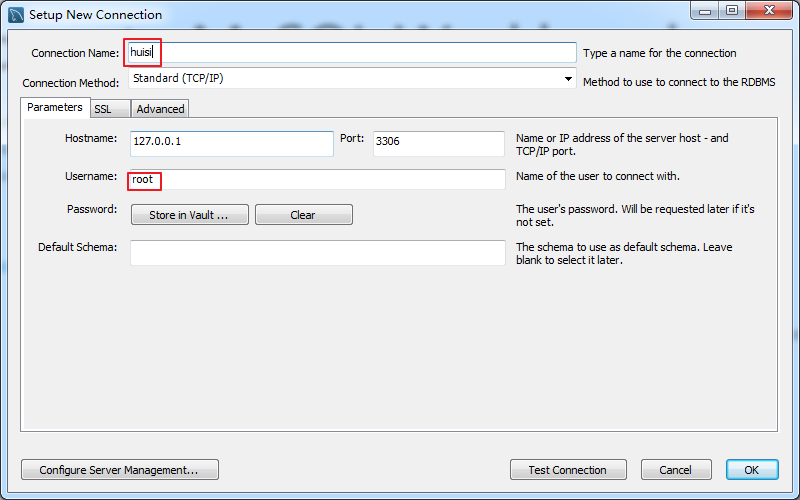 Setup New Connection
Connection Name: huisi Type a name for the connection
Connection Method: Standard (TCP/IP) Method to use to connect to the RDBMS
Parameters SSL Advanced
Hostname: 127.0.0.1 Port: 3306 Name or IP address of the server host - and
TCP/IP port.
Username: root Name of the user to connect with.
Password: Store in Vault ... Clear The user's password. Will be requested later if it's
not set.
Default Schema: The schema to use as default schema. Leave
blank to select it later.
Configure Server Management... Test Connection Cancel OK